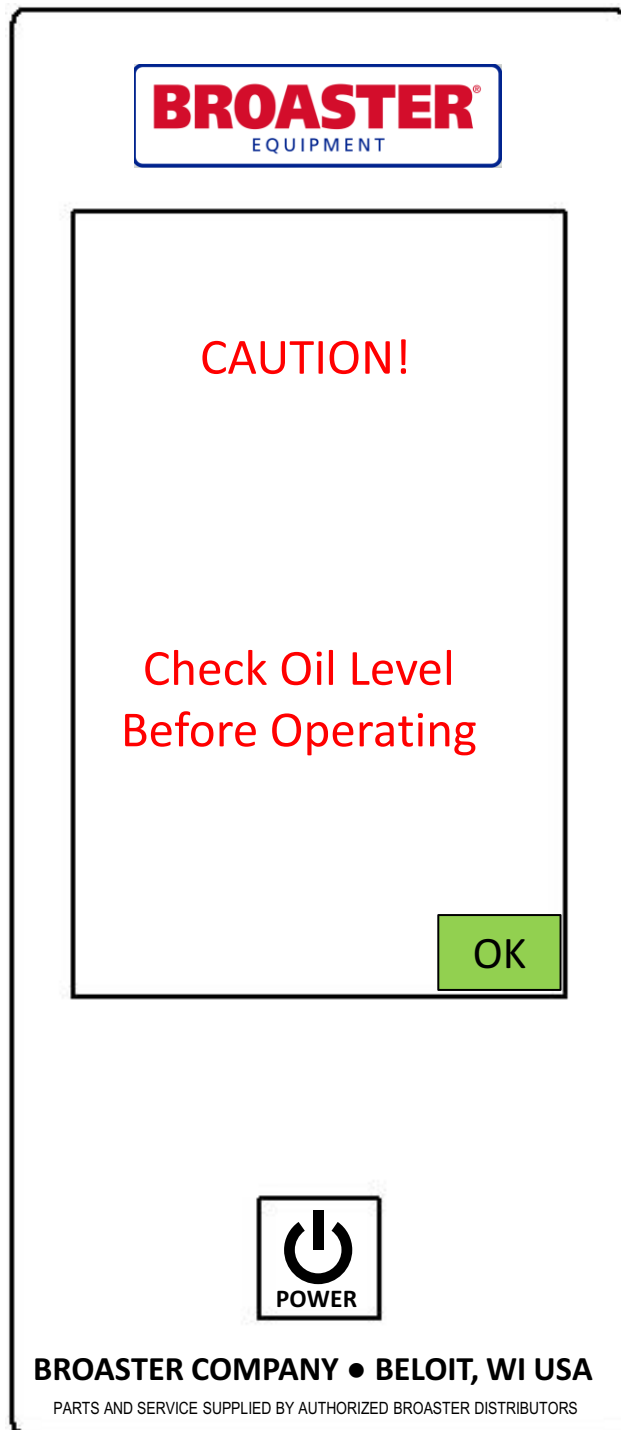 BROASTER®
EQUIPMENT
CAUTION!
Check Oil Level
Before Operating
OK
POWER
BROASTER COMPANY ● BELOIT, WI USA
PARTS AND SERVICE SUPPLIED BY AUTHORIZED BROASTER DISTRIBUTORS